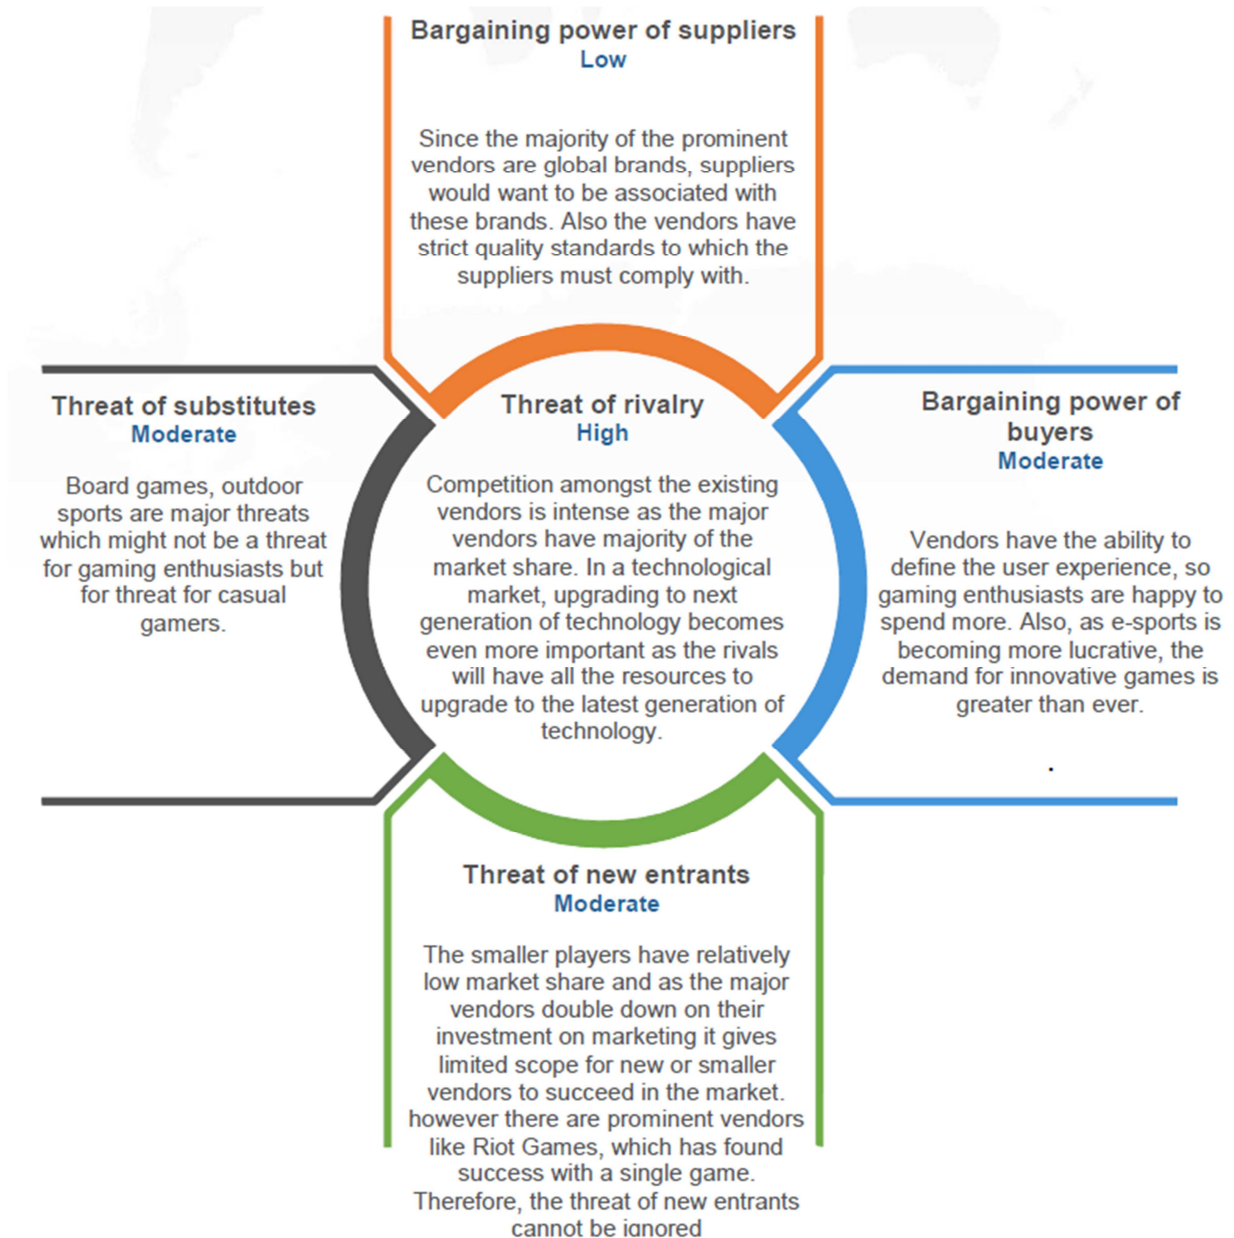 Bargaining power of suppliers
Low
Since the majority of the prominent
vendors are global brands, suppliers
would want to be associated with
these brands. Also the vendors have
strict quality standards to which the
suppliers must comply with.
Threat of substitutes
Moderate
Board games, outdoor
sports are major threats
which might not be a threat
for gaming enthusiasts but
for threat for casual
gamers.
Threat of rivalry
High
Competition amongst the existing
vendors is intense as the major
vendors have majority of the
market share. In a technological
market, upgrading to next
generation of technology becomes
even more important as the rivals
will have all the resources to
upgrade to the latest generation of
technology.
Bargaining power of
buyers
Moderate
Vendors have the ability to
define the user experience, so
gaming enthusiasts are happy to
spend more. Also, as e-sports is
becoming more lucrative, the
demand for innovative games is
greater than ever.
.
Threat of new entrants
Moderate
The smaller players have relatively
low market share and as the major
vendors double down on their
investment on marketing it gives
limited scope for new or smaller
vendors to succeed in the market.
however there are prominent vendors
like Riot Games, which has found
success with a single game.
Therefore, the threat of new entrants
cannot be ignored